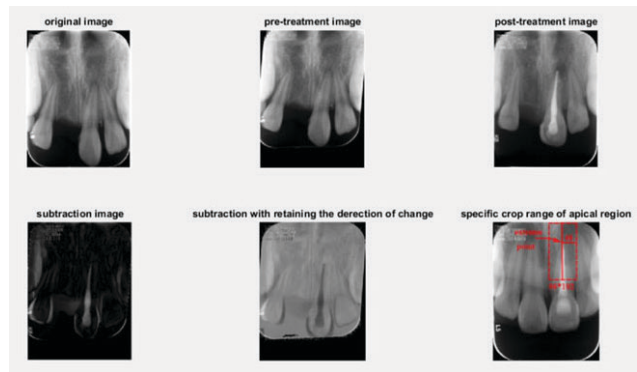 original image
pre-treatment image
post-treatment image
subtraction image
subtraction with retaining the derection of change
specific crop range of apical region